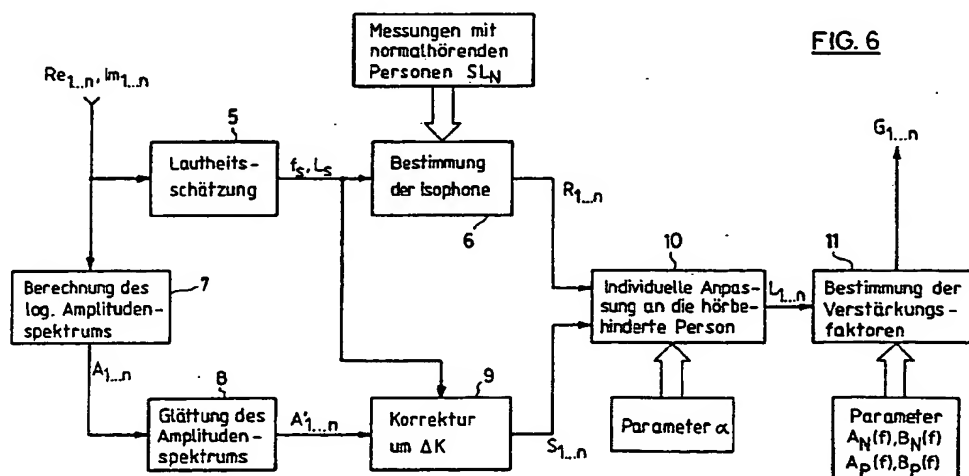 Messungen mit
normalhörenden
Personen SL_N
FIG. 6
Re_1...n, Im_1...n
G_1...n
5
Lautheits-
schätzung
f_s, L_s
Bestimmung
der Isophone
6
R_1...n
Berechnung des
log. Amplituden-
spektrums
7
10
Individuelle Anpas-
sung an die hörbe-
hinderte Person
L_1...n
11
Bestimmung der
Verstärkungs-
faktoren
A_1...n
8
Glättung des
Amplituden-
spektrums
A'_1...n
9
Korrektur
um ΔK
S_1...n
Parameter α
Parameter
A_N(f), B_N(f)
A_P(f), B_P(f)